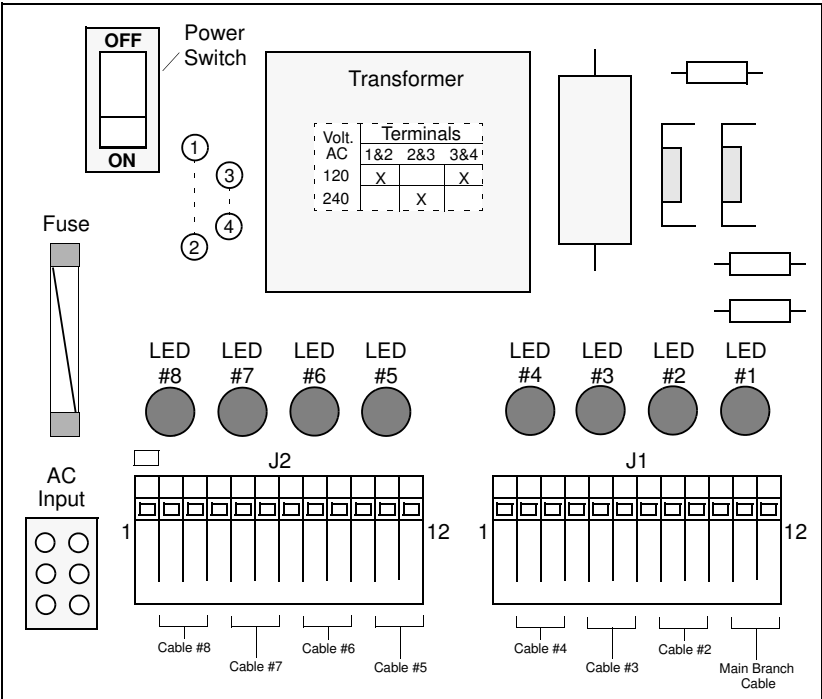 OFF
ON
Power
Switch
Transformer
Volt.
AC
Terminals
1&2 2&3 3&4
120 X X
240 X
1
3
4
2
Fuse
LED
#8
LED
#7
LED
#6
LED
#5
LED
#4
LED
#3
LED
#2
LED
#1
AC
Input
J2
1
12
J1
1
12
Cable #8
Cable #7
Cable #6
Cable #5
Cable #4
Cable #3
Cable #2
Main Branch
Cable